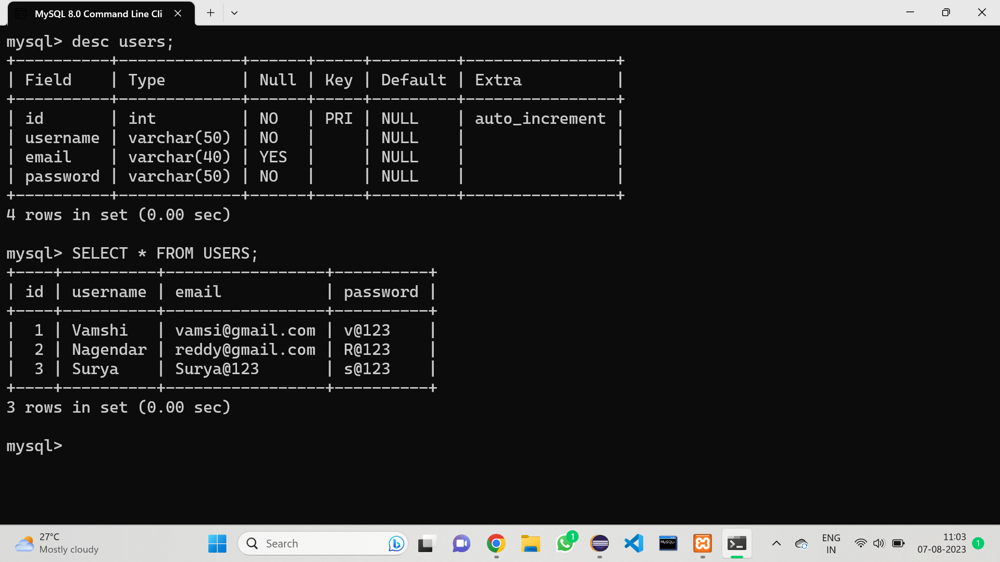 MySQL 8.0 Command Line Cli
mysql> desc users;
+----------+-------------+------+-----+---------+----------------+
| Field    | Type        | Null | Key | Default | Extra          |
+----------+-------------+------+-----+---------+----------------+
| id       | int         | NO   | PRI | NULL    | auto_increment |
| username | varchar(50) | NO   |     | NULL    |                |
| email    | varchar(40) | YES  |     | NULL    |                |
| password | varchar(50) | NO   |     | NULL    |                |
+----------+-------------+------+-----+---------+----------------+
4 rows in set (0.00 sec)
mysql> SELECT * FROM USERS;
+----+----------+-----------------+----------+
| id | username | email           | password |
+----+----------+-----------------+----------+
|  1 | Vamshi   | vamsi@gmail.com | v@123    |
|  2 | Nagendar | reddy@gmail.com | R@123    |
|  3 | Surya    | Surya@123       | s@123    |
+----+----------+-----------------+----------+
3 rows in set (0.00 sec)
mysql>
27°C
Mostly cloudy
Search
1
MySQL>
ENG
IN
11:03
07-08-2023
1